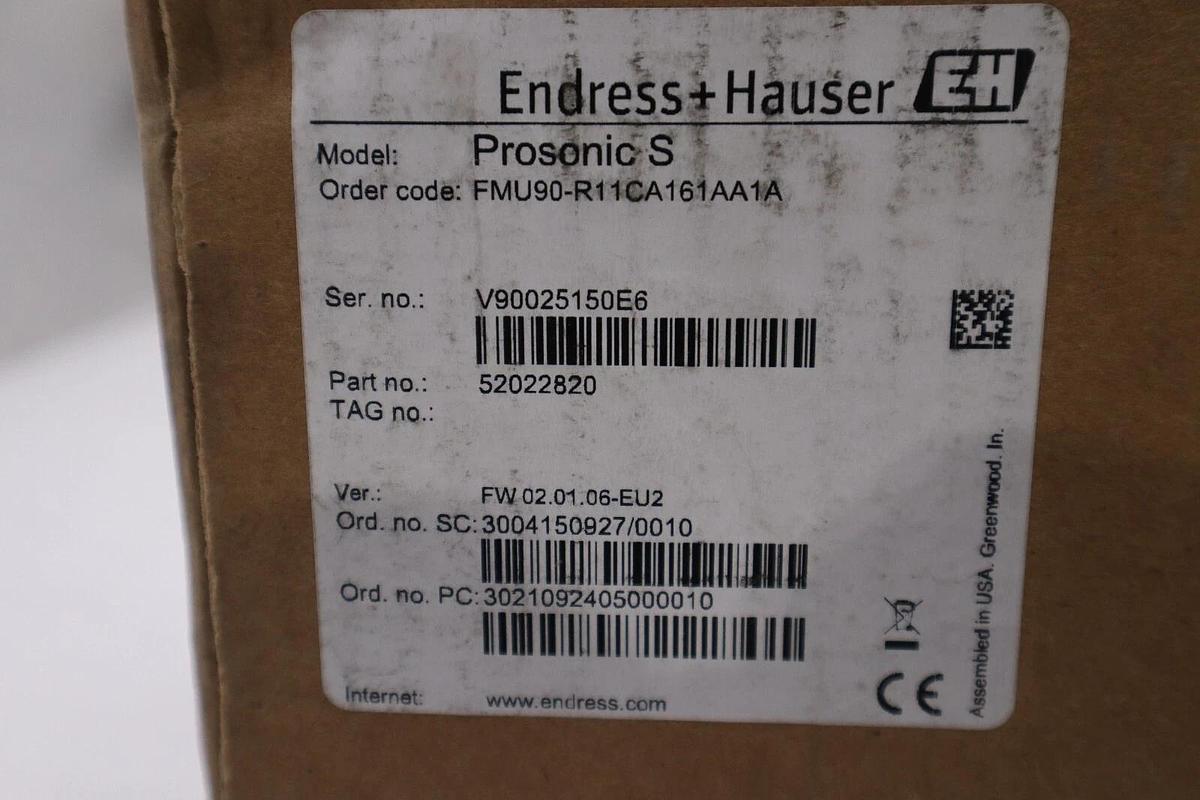 Endress+Hauser EH
Model: Prosonic S
Order code: FMU90-R11CA161AA1A
Ser. no.: V90025150E6
Part no.: 52022820
TAG no.:
Ver.: FW 02.01.06-EU2
Ord. no. SC: 3004150927/0010
Ord. no. PC: 3021092405000010
Internet: www.endress.com
CE
Assembled in USA. Greenwood. In.